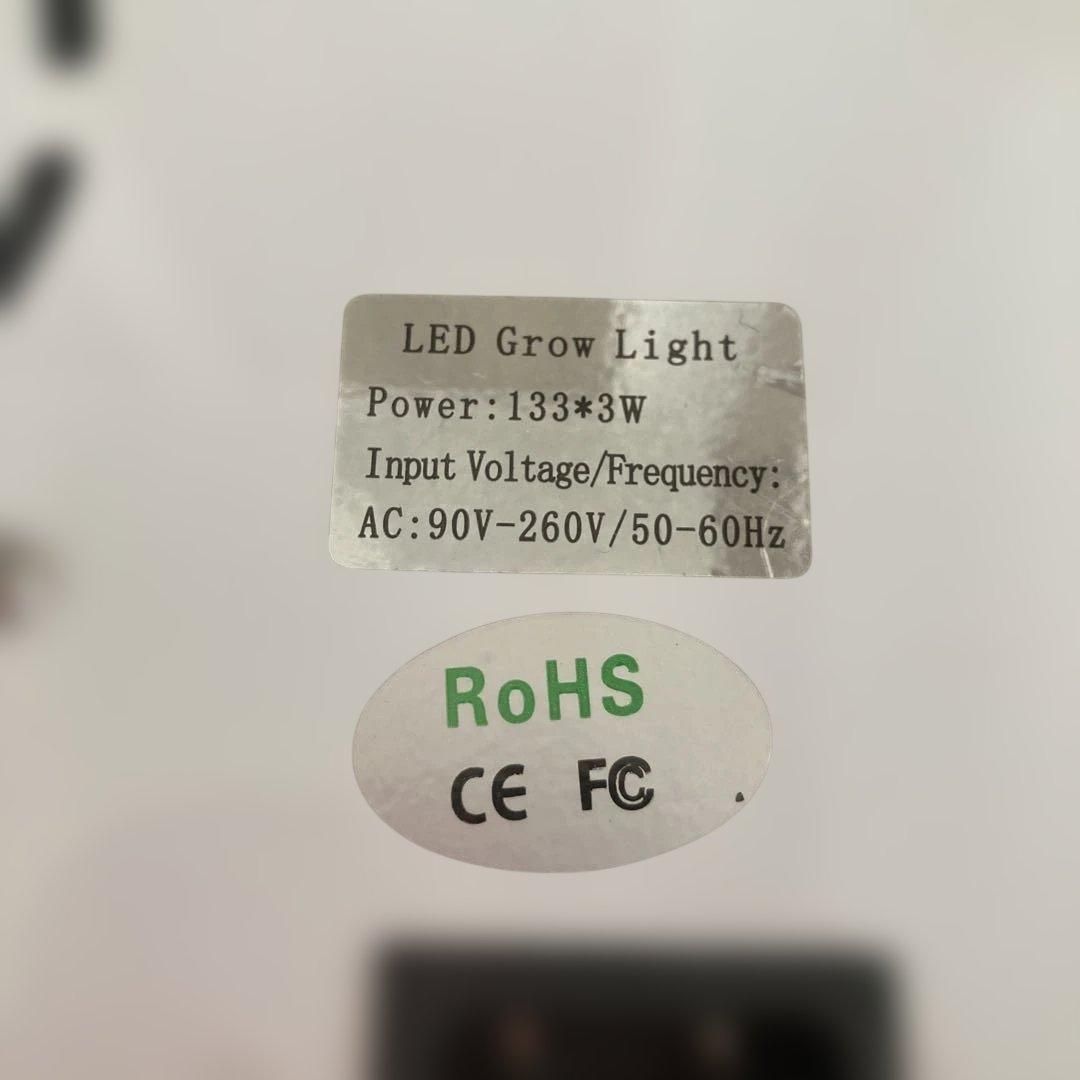 LED Grow Light
Power:133*3W
Input Voltage/Frequency:
AC:90V-260V/50-60Hz
RoHS
CE FC